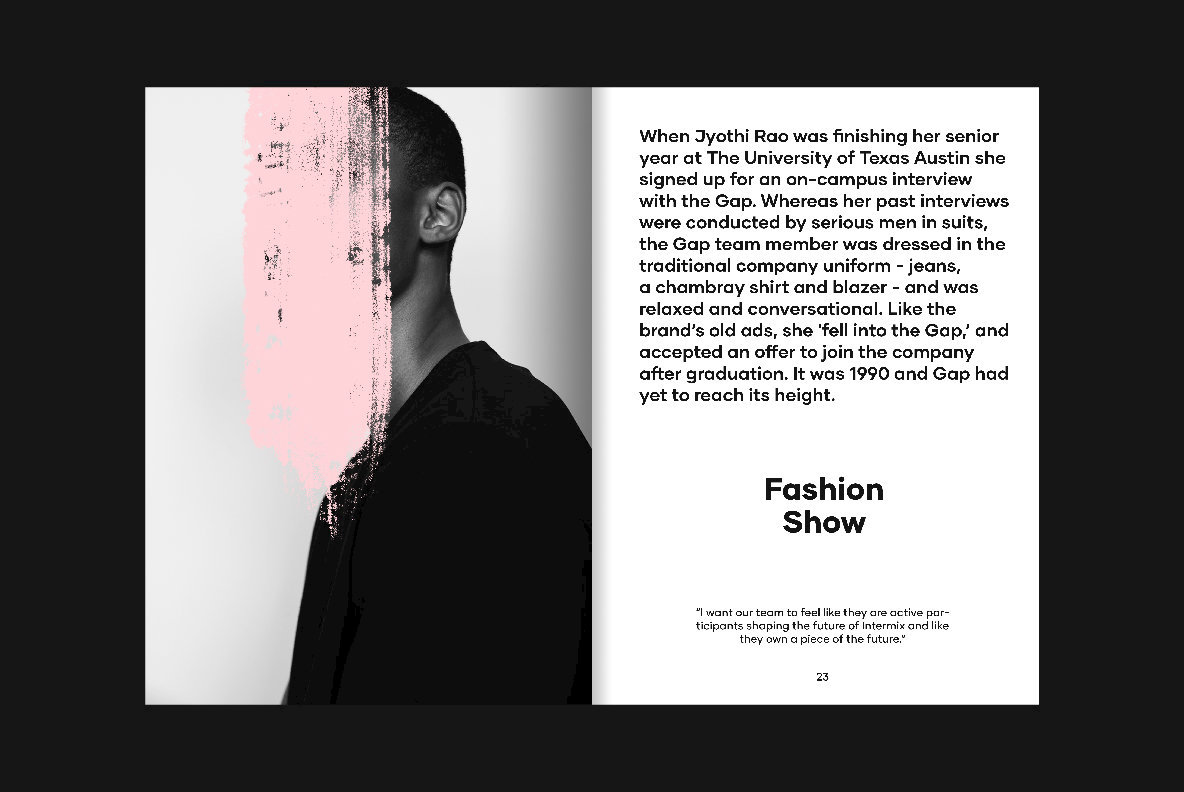 When Jyothi Rao was finishing her senior
year at The University of Texas Austin she
signed up for an on-campus interview
with the Gap. Whereas her past interviews
were conducted by serious men in suits,
the Gap team member was dressed in the
traditional company uniform - jeans,
a chambray shirt and blazer - and was
relaxed and conversational. Like the
brand's old ads, she 'fell into the Gap,' and
accepted an offer to join the company
after graduation. It was 1990 and Gap had
yet to reach its height.
Fashion
Show
"I want our team to feel like they are active par-
ticipants shaping the future of Intermix and like
they own a piece of the future."
23